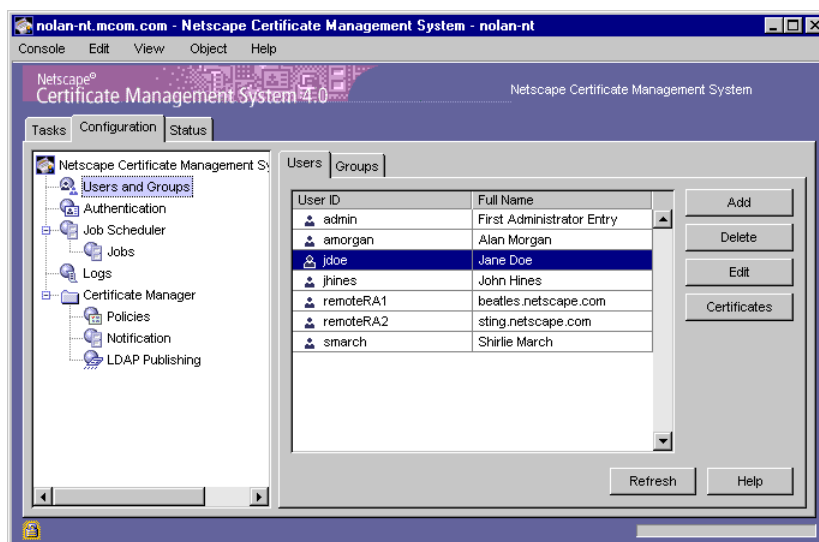 nolan-nt.mcom.com - Netscape Certificate Management System - nolan-nt
Console Edit View Object Help
Netscape®
Certificate Management System 4.0
Netscape Certificate Management System
Tasks Configuration Status
Netscape Certificate Management Sy
Users and Groups
Authentication
Job Scheduler
Jobs
Logs
Certificate Manager
Policies
Notification
LDAP Publishing
Users Groups
User ID Full Name
admin First Administrator Entry
amorgan Alan Morgan
jdoe Jane Doe
jhines John Hines
remoteRA1 beatles.netscape.com
remoteRA2 sting.netscape.com
smarch Shirlie March
Add
Delete
Edit
Certificates
Refresh Help